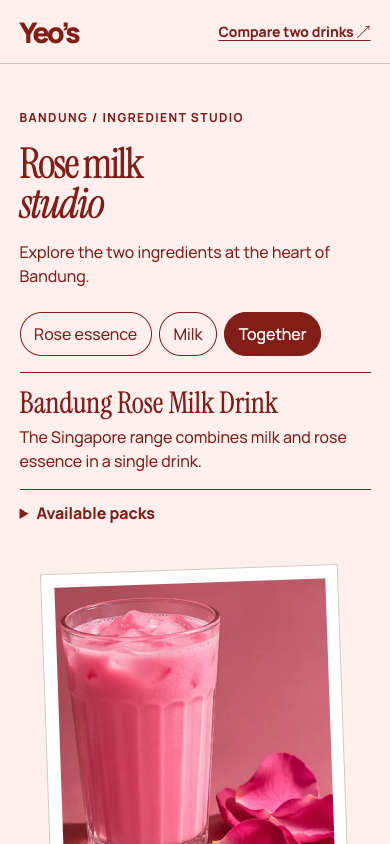 Yeo's
Compare two drinks ↗
BANDUNG / INGREDIENT STUDIO
Rose milk
studio
Explore the two ingredients at the heart of
Bandung.
Rose essence
Milk
Together
Bandung Rose Milk Drink
The Singapore range combines milk and rose
essence in a single drink.
▶ Available packs